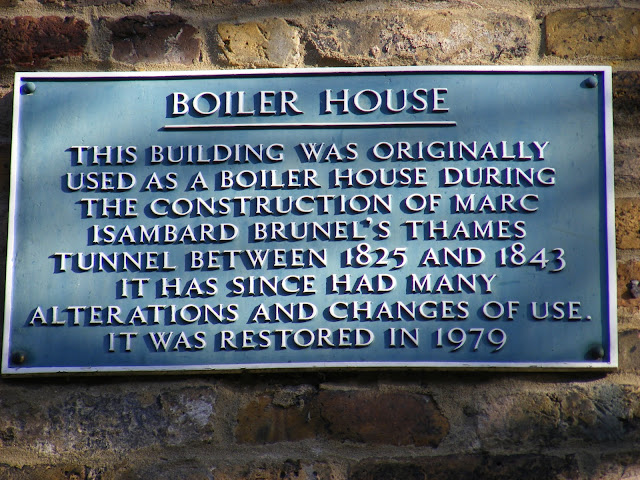 BOILER HOUSE
THIS BUILDING WAS ORIGINALLY
USED AS A BOILER HOUSE DURING
THE CONSTRUCTION OF MARC
ISAMBARD BRUNEL'S THAMES
TUNNEL BETWEEN 1825 AND 1843
IT HAS SINCE HAD MANY
ALTERATIONS AND CHANGES OF USE.
IT WAS RESTORED IN 1979